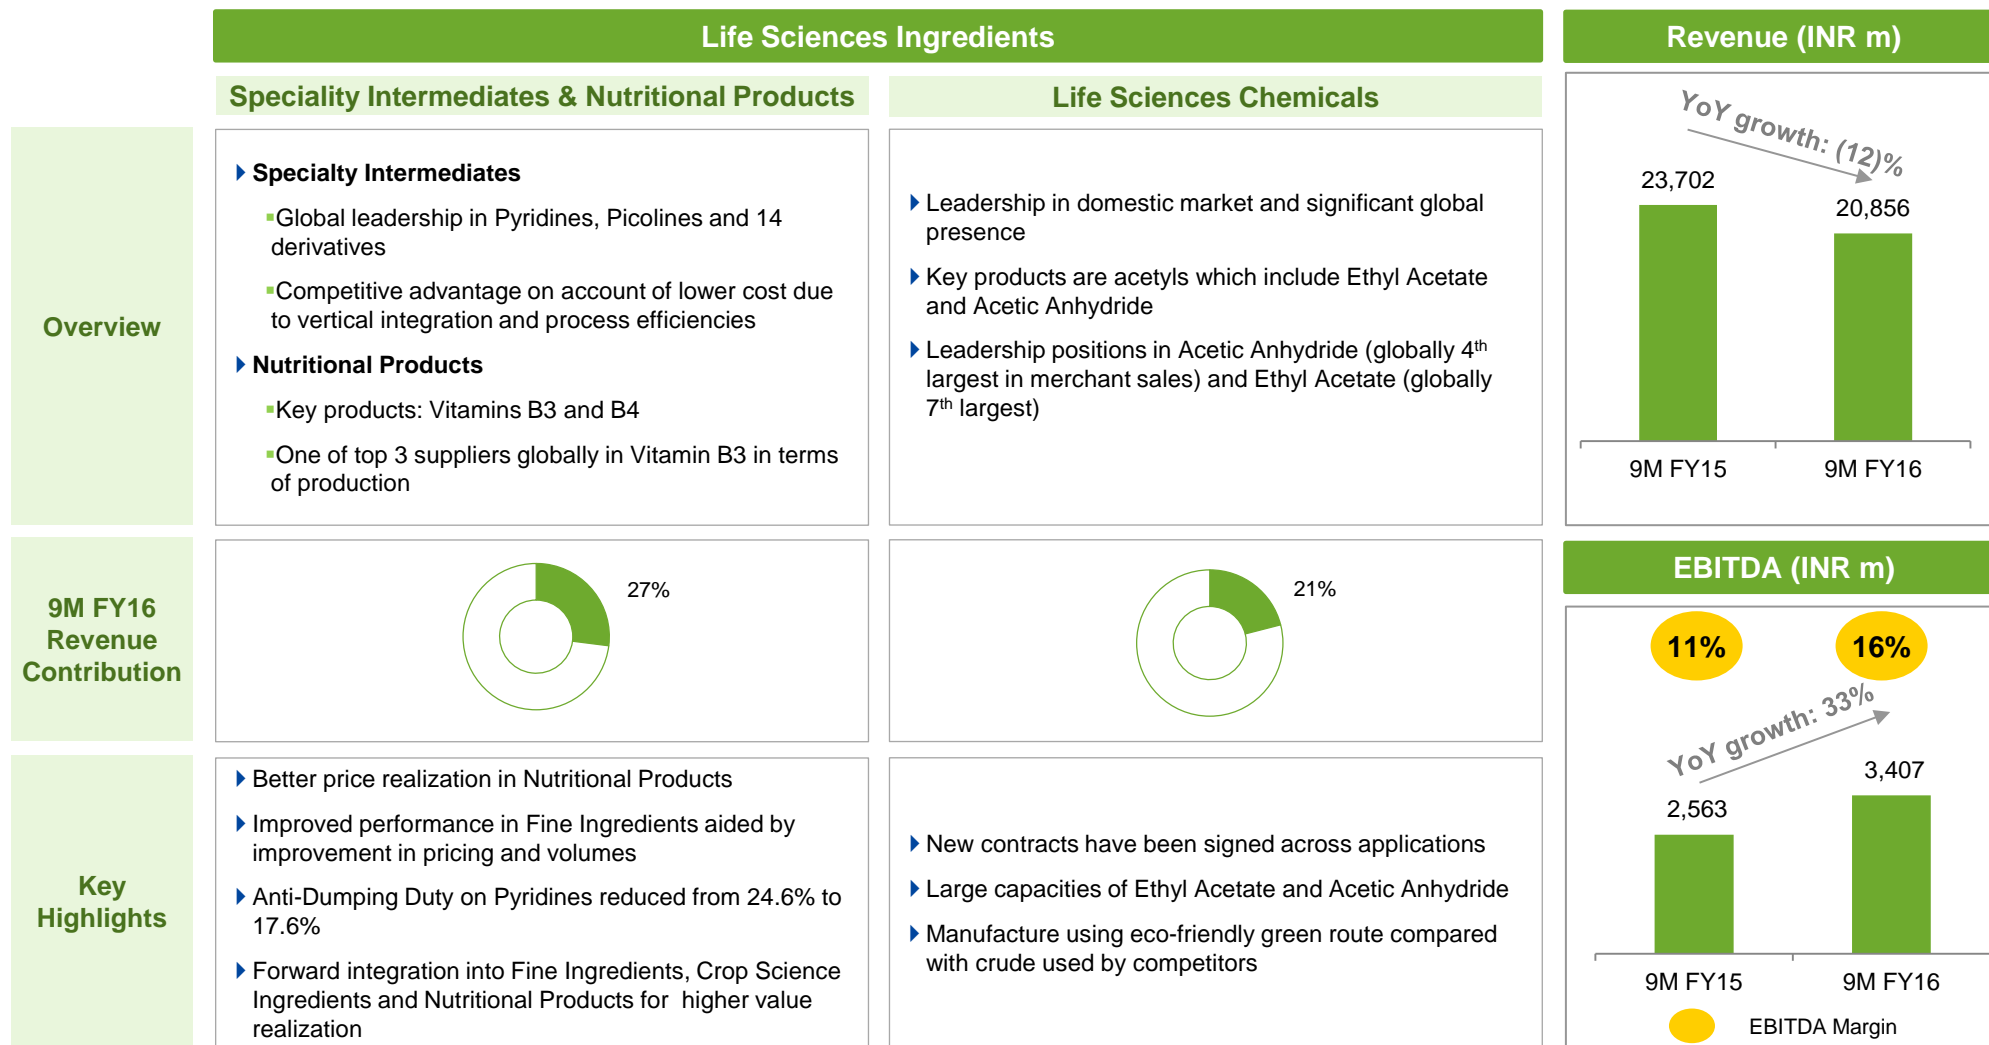 Life Sciences Ingredients
Speciality Intermediates & Nutritional Products
Life Sciences Chemicals
Overview
Specialty Intermediates
Global leadership in Pyridines, Picolines and 14
derivatives
Competitive advantage on account of lower cost due
to vertical integration and process efficiencies
Nutritional Products
Key products: Vitamins B3 and B4
One of top 3 suppliers globally in Vitamin B3 in terms
of production
Leadership in domestic market and significant global
presence
Key products are acetyls which include Ethyl Acetate
and Acetic Anhydride
Leadership positions in Acetic Anhydride (globally 4th
largest in merchant sales) and Ethyl Acetate (globally
7th largest)
9M FY16
Revenue
Contribution
27%
21%
Key
Highlights
Better price realization in Nutritional Products
Improved performance in Fine Ingredients aided by
improvement in pricing and volumes
Anti-Dumping Duty on Pyridines reduced from 24.6% to
17.6%
Forward integration into Fine Ingredients, Crop Science
Ingredients and Nutritional Products for higher value
realization
New contracts have been signed across applications
Large capacities of Ethyl Acetate and Acetic Anhydride
Manufacture using eco-friendly green route compared
with crude used by competitors
Revenue (INR m)
YoY growth: (12)%
23,702
20,856
9M FY15
9M FY16
EBITDA (INR m)
11%
16%
YoY growth: 33%
2,563
3,407
9M FY15
9M FY16
EBITDA Margin